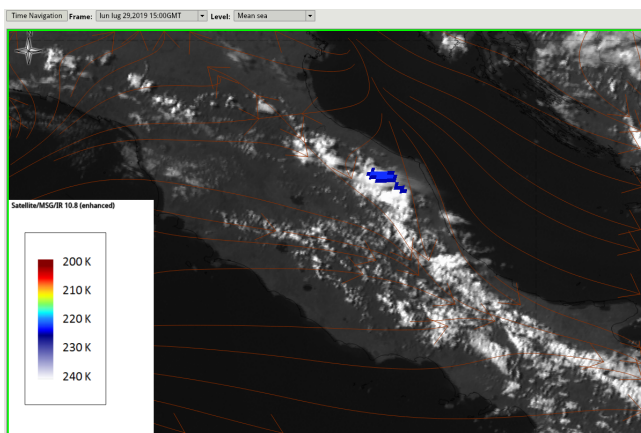 Time Navigation Frame: lun lug 29,2019 15:00GMT Level: Mean sea
Satellite/MSG/IR 10.8 (enhanced)
200 K
210 K
220 K
230 K
240 K